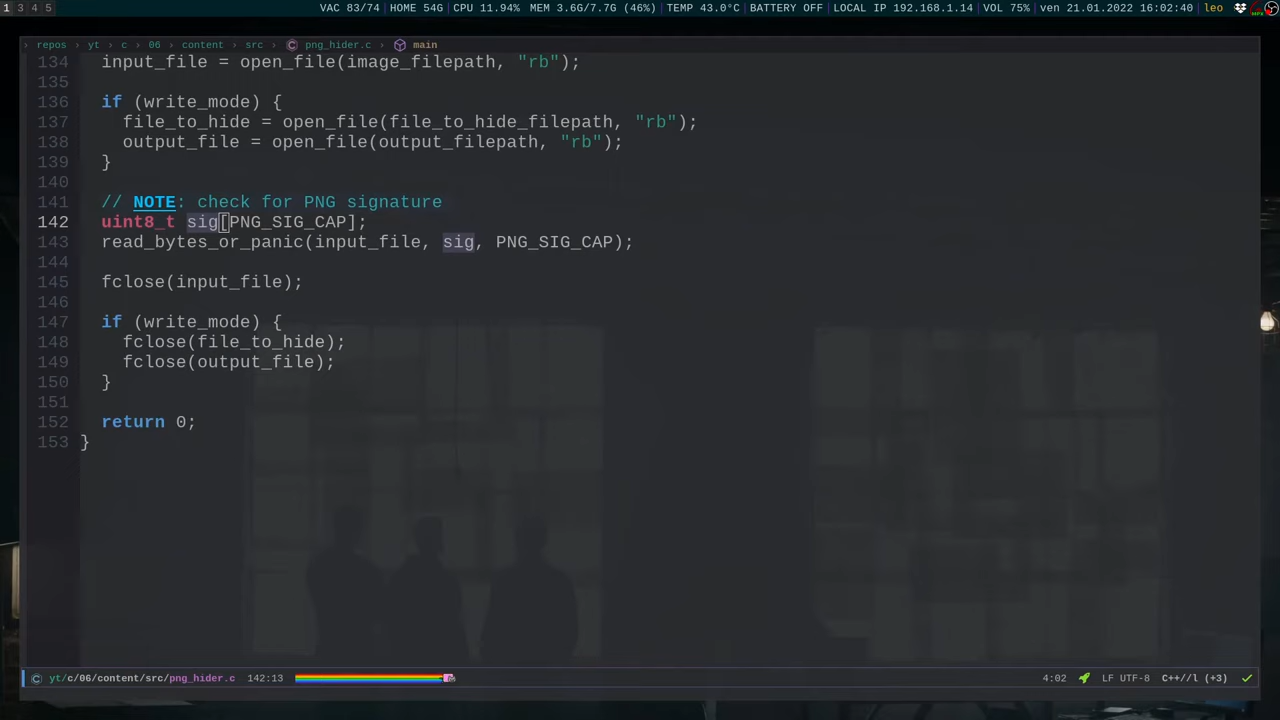 1 2 3 4 5 VAC 83/74 | HOME 54G | CPU 11.94% MEM 3.6G/7.7G (46%) | TEMP 43.0°C | BATTERY OFF | LOCAL IP 192.168.1.14 | VOL 75% | ven 21.01.2022 16:02:40 | leo
repos yt c 06 content src png_hider.c main
134 input_file = open_file(image_filepath, "rb");
135
136 if (write_mode) {
137 file_to_hide = open_file(file_to_hide_filepath, "rb");
138 output_file = open_file(output_filepath, "rb");
139 }
140
141 // NOTE: check for PNG signature
142 uint8_t sig[PNG_SIG_CAP];
143 read_bytes_or_panic(input_file, sig, PNG_SIG_CAP);
145 fclose(input_file);
146
147 if (write_mode) {
148 fclose(file_to_hide);
149 fclose(output_file);
150 }
151
152 return 0;
153 }
yt/c/06/content/src/png_hider.c 142:13 4:02 LF UTF-8 C++//l (+3)